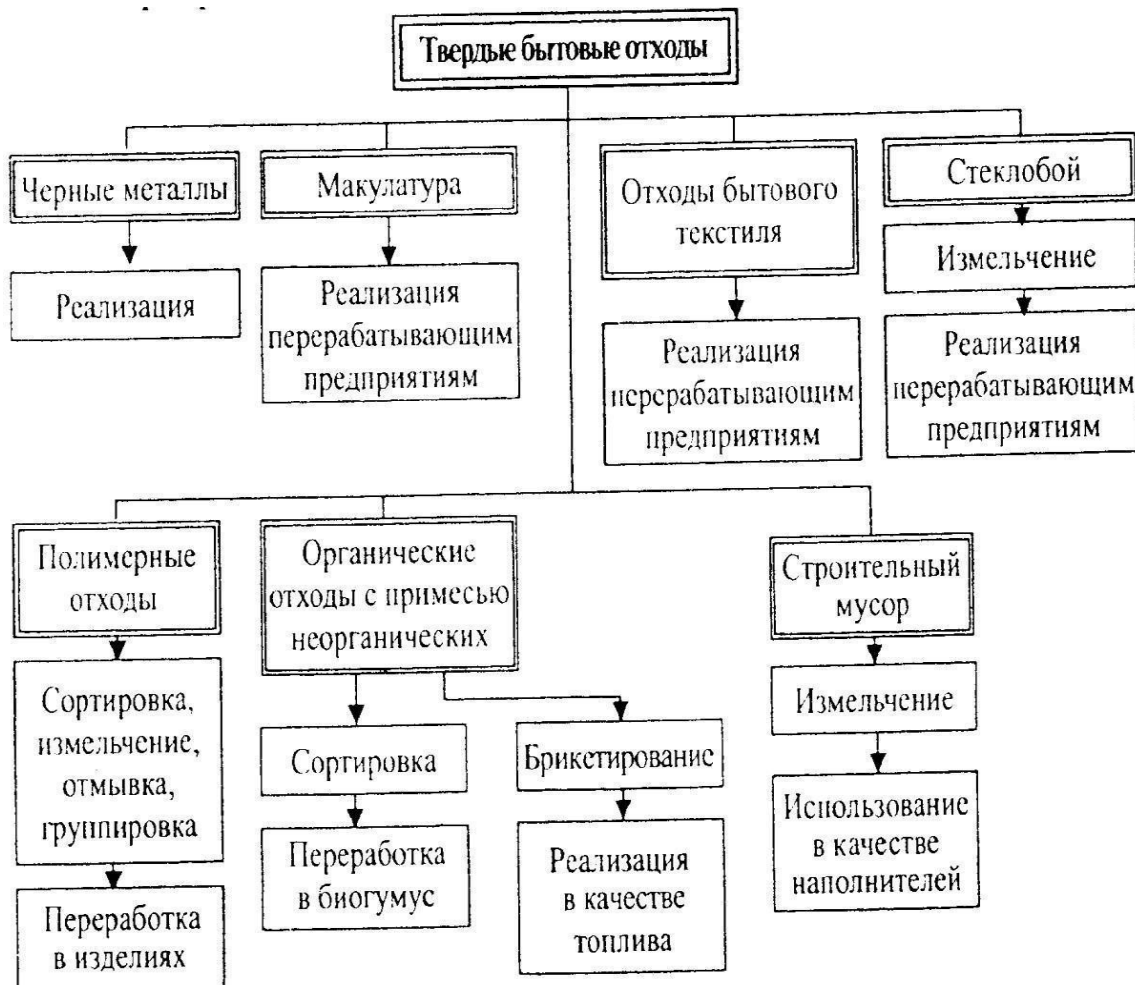 Твердые бытовые отходы
Черные металлы
Реализация
Макулатура
Реализация
перерабатывающим
предприятиям
Отходы бытового
текстиля
Реализация
перерабатывающим
предприятиям
Стеклобой
Измельчение
Реализация
перерабатывающим
предприятиям
Полимерные
отходы
Сортировка,
измельчение,
отмывка,
группировка
Переработка
в изделиях
Органические
отходы с примесью
неорганических
Сортировка
Переработка
в биогумус
Брикетирование
Реализация
в качестве
топлива
Строительный
мусор
Измельчение
Использование
в качестве
наполнителей